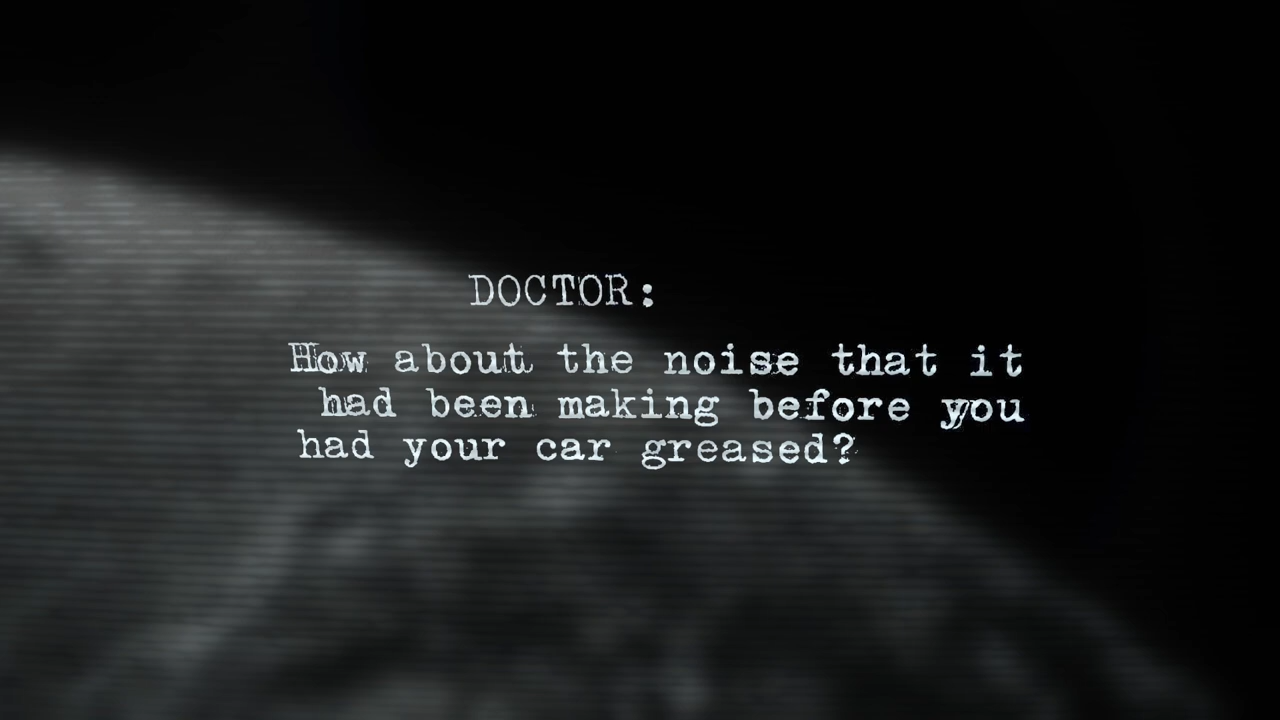 DOCTOR:
How about the noise that it
had been making before you
had your car greased?